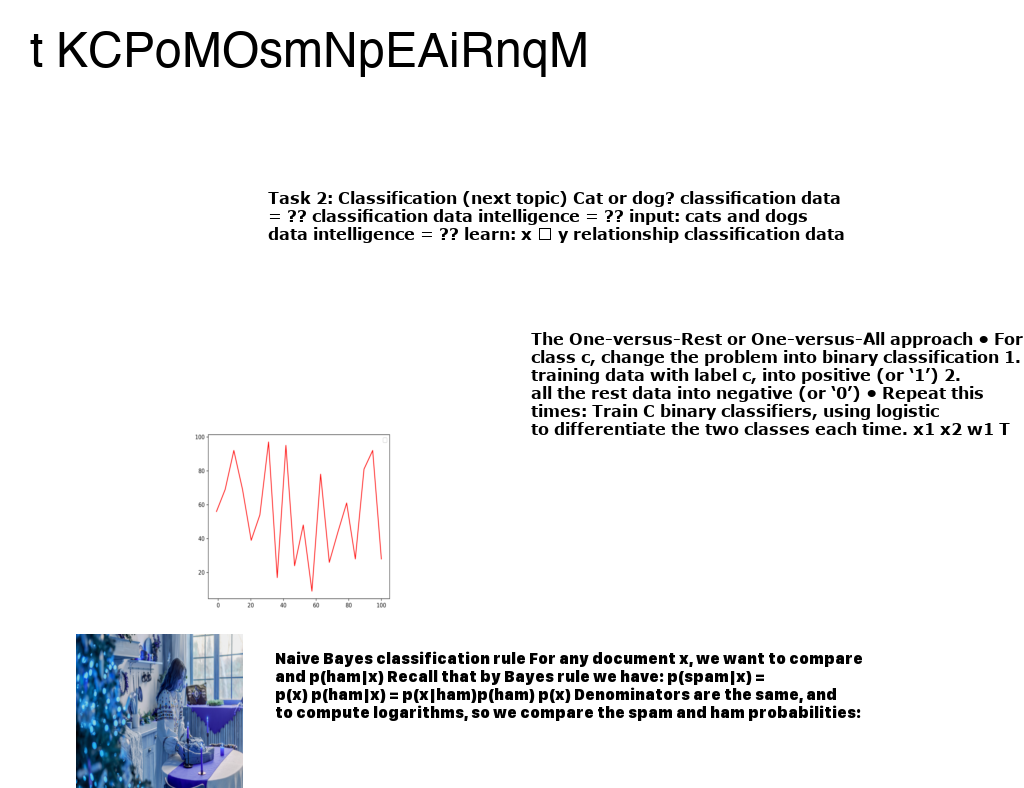 t KCPoMOsmNpEAiRnqM
Task 2: Classification (next topic) Cat or dog? classification data
= ?? classification data intelligence = ?? input: cats and dogs
data intelligence = ?? learn: x □ y relationship classification data
The One-versus-Rest or One-versus-All approach • For
class c, change the problem into binary classification 1.
training data with label c, into positive (or ‘1’) 2.
all the rest data into negative (or ‘0’) • Repeat this
times: Train C binary classifiers, using logistic
to differentiate the two classes each time. x1 x2 w1 T
100
80
60
40
20
0 20 40 60 80 100
Naive Bayes classification rule For any document x, we want to compare
and p(ham|x) Recall that by Bayes rule we have: p(spam|x) =
p(x) p(ham|x) = p(x|ham)p(ham) p(x) Denominators are the same, and
to compute logarithms, so we compare the spam and ham probabilities: